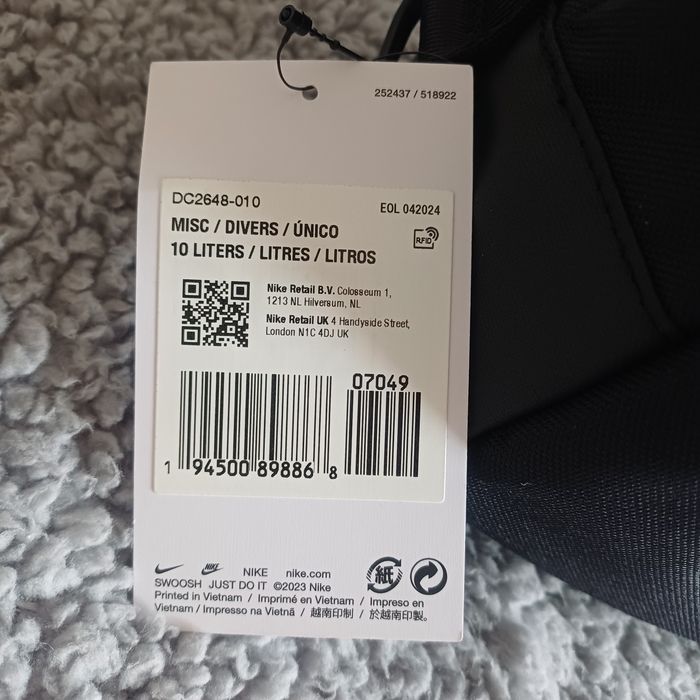 252437 / 518922
DC2648-010
EOL 042024
MISC / DIVERS / ÚNICO
10 LITERS / LITRES / LITROS
RFID
Nike Retail B.V. Colosseum 1,
1213 NL Hilversum, NL
Nike Retail UK 4 Handyside Street,
London N1C 4DJ UK
07049
1 94500 89886 8
NIKE NIKE nike.com
SWOOSH JUST DO IT ©2023 Nike
Printed in Vietnam / Imprimé en Vietnam / Impreso en
Vietnam / Impresso na Vietnã / 越南印制 / 於越南印製。
紙